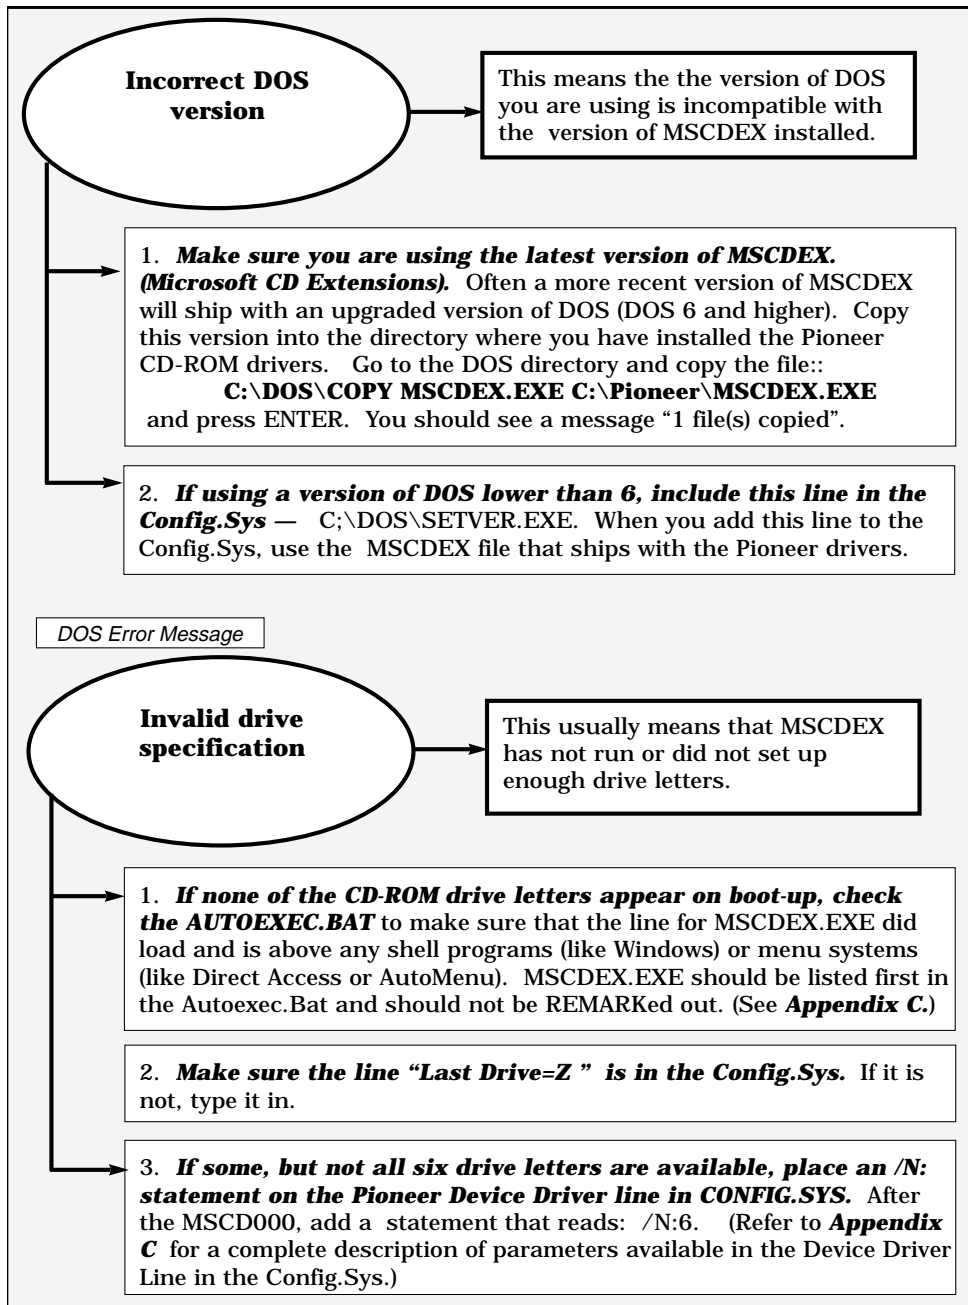 Incorrect DOS
version
This means the the version of DOS
you are using is incompatible with
the version of MSCDEX installed.
1. Make sure you are using the latest version of MSCDEX.
(Microsoft CD Extensions). Often a more recent version of MSCDEX
will ship with an upgraded version of DOS (DOS 6 and higher). Copy
this version into the directory where you have installed the Pioneer
CD-ROM drivers. Go to the DOS directory and copy the file::
C:\DOS\COPY MSCDEX.EXE C:\Pioneer\MSCDEX.EXE
and press ENTER. You should see a message “1 file(s) copied”.
2. If using a version of DOS lower than 6, include this line in the
Config.Sys — C;\DOS\SETVER.EXE. When you add this line to the
Config.Sys, use the MSCDEX file that ships with the Pioneer drivers.
DOS Error Message
Invalid drive
specification
This usually means that MSCDEX
has not run or did not set up
enough drive letters.
1. If none of the CD-ROM drive letters appear on boot-up, check
the AUTOEXEC.BAT to make sure that the line for MSCDEX.EXE did
load and is above any shell programs (like Windows) or menu systems
(like Direct Access or AutoMenu). MSCDEX.EXE should be listed first in
the Autoexec.Bat and should not be REMARKed out. (See Appendix C.)
2. Make sure the line “Last Drive=Z ” is in the Config.Sys. If it is
not, type it in.
3. If some, but not all six drive letters are available, place an /N:
statement on the Pioneer Device Driver line in CONFIG.SYS. After
the MSCD000, add a statement that reads: /N:6. (Refer to Appendix
C for a complete description of parameters available in the Device Driver
Line in the Config.Sys.)